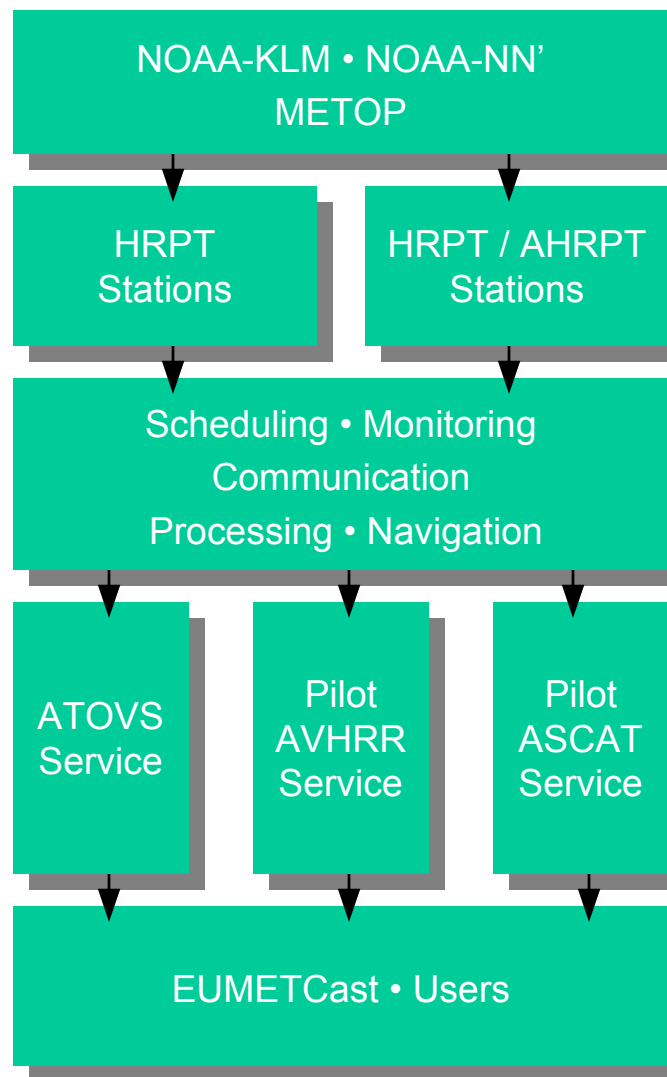 NOAA-KLM • NOAA-NN’
METOP
HRPT
Stations
HRPT / AHRPT
Stations
Scheduling • Monitoring
Communication
Processing • Navigation
ATOVS
Service
Pilot
AVHRR
Service
Pilot
ASCAT
Service
EUMETCast • Users